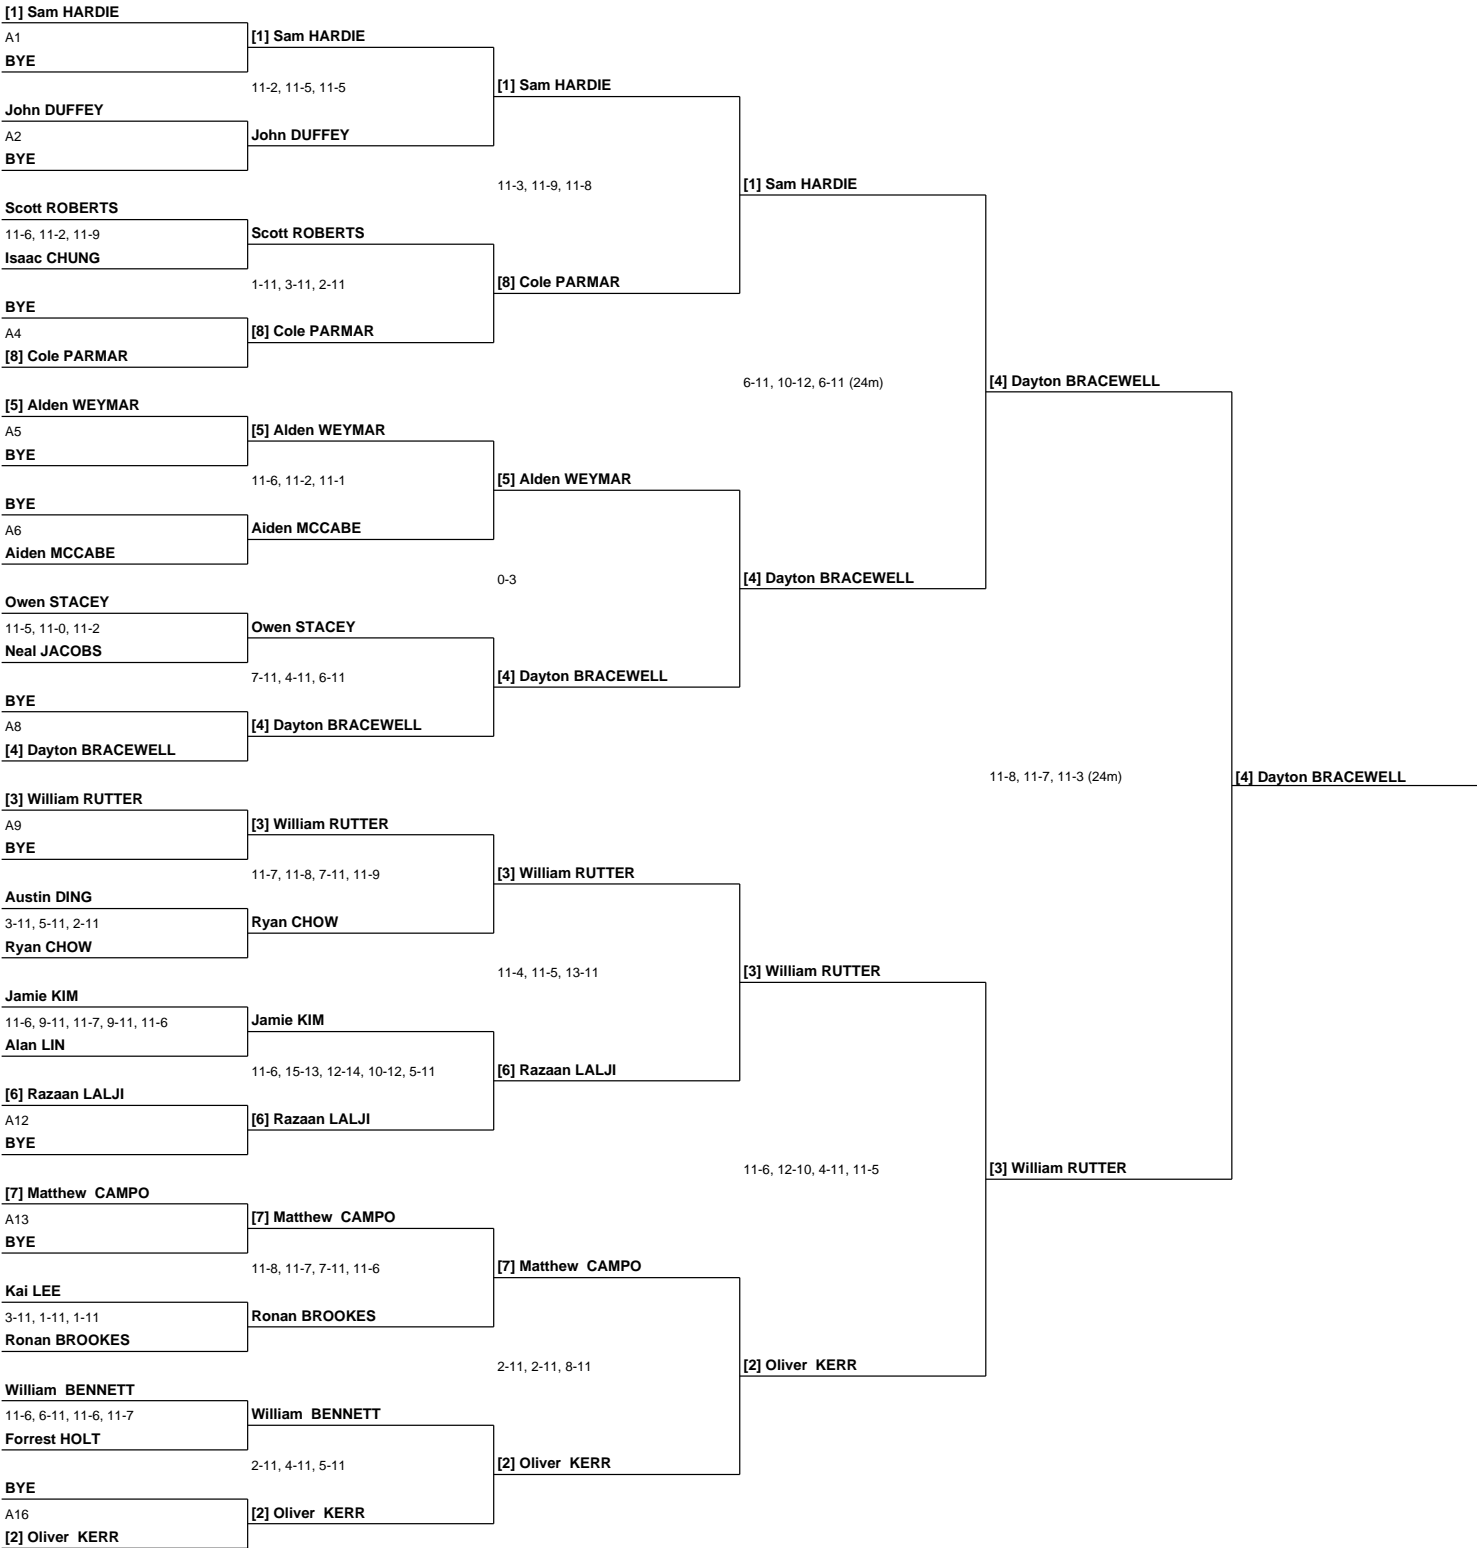 [1] Sam HARDIE
A1
BYE
John DUFFEY
A2
BYE
Scott ROBERTS
11-6, 11-2, 11-9
Isaac CHUNG
BYE
A4
[8] Cole PARMAR
[5] Alden WEYMAR
A5
BYE
BYE
A6
Aiden MCCABE
Owen STACEY
11-5, 11-0, 11-2
Neal JACOBS
BYE
A8
[4] Dayton BRACEWELL
[3] William RUTTER
A9
BYE
Austin DING
3-11, 5-11, 2-11
Ryan CHOW
Jamie KIM
11-6, 9-11, 11-7, 9-11, 11-6
Alan LIN
[6] Razaan LALJI
A12
BYE
[7] Matthew  CAMPO
A13
BYE
Kai LEE
3-11, 1-11, 1-11
Ronan BROOKES
William  BENNETT
11-6, 6-11, 11-6, 11-7
Forrest HOLT
BYE
A16
[2] Oliver  KERR
[1] Sam HARDIE
11-2, 11-5, 11-5
John DUFFEY
Scott ROBERTS
1-11, 3-11, 2-11
[8] Cole PARMAR
[5] Alden WEYMAR
11-6, 11-2, 11-1
Aiden MCCABE
Owen STACEY
7-11, 4-11, 6-11
[4] Dayton BRACEWELL
[3] William RUTTER
11-7, 11-8, 7-11, 11-9
Ryan CHOW
Jamie KIM
11-6, 15-13, 12-14, 10-12, 5-11
[6] Razaan LALJI
[7] Matthew  CAMPO
11-8, 11-7, 7-11, 11-6
Ronan BROOKES
William  BENNETT
2-11, 4-11, 5-11
[2] Oliver  KERR
[1] Sam HARDIE
11-3, 11-9, 11-8
[8] Cole PARMAR
[5] Alden WEYMAR
0-3
[4] Dayton BRACEWELL
[3] William RUTTER
11-4, 11-5, 13-11
[6] Razaan LALJI
[7] Matthew  CAMPO
2-11, 2-11, 8-11
[2] Oliver  KERR
[1] Sam HARDIE
6-11, 10-12, 6-11 (24m)
[4] Dayton BRACEWELL
[3] William RUTTER
11-6, 12-10, 4-11, 11-5
[2] Oliver  KERR
[4] Dayton BRACEWELL
11-8, 11-7, 11-3 (24m)
[3] William RUTTER
[4] Dayton BRACEWELL